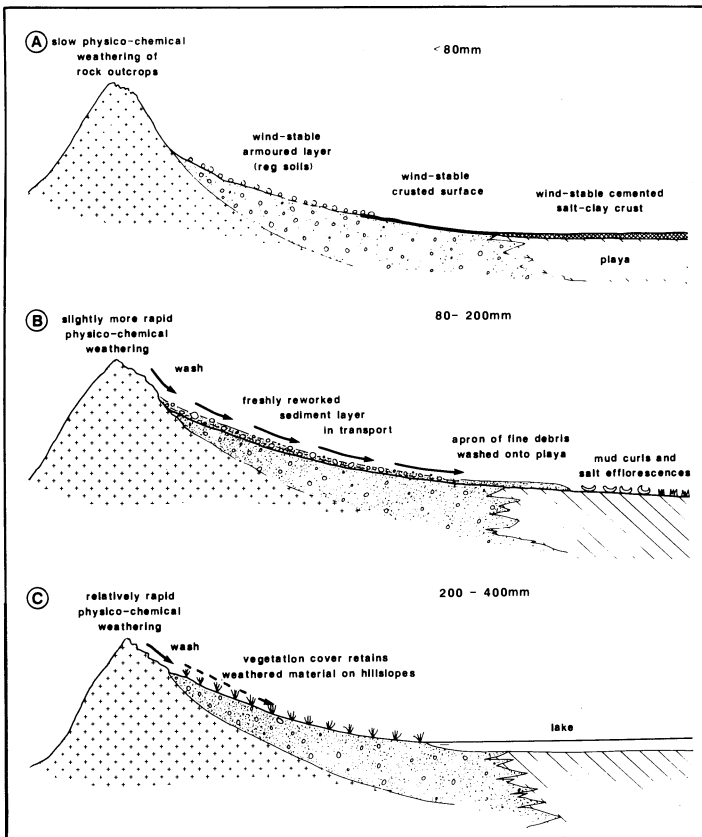 A
slow physico-chemical
weathering of
rock outcrops
<80mm
wind-stable
armoured layer
(reg soils)
wind-stable
crusted surface
wind-stable cemented
salt-clay crust
playa
B
slightly more rapid
physico-chemical
weathering
80-200mm
wash
freshly reworked
sediment layer
in transport
apron of fine debris
washed onto playa
mud curls and
salt efflorescences
C
relatively rapid
physico-chemical
weathering
200 - 400mm
wash
vegetation cover retains
weathered material on hillslopes
lake